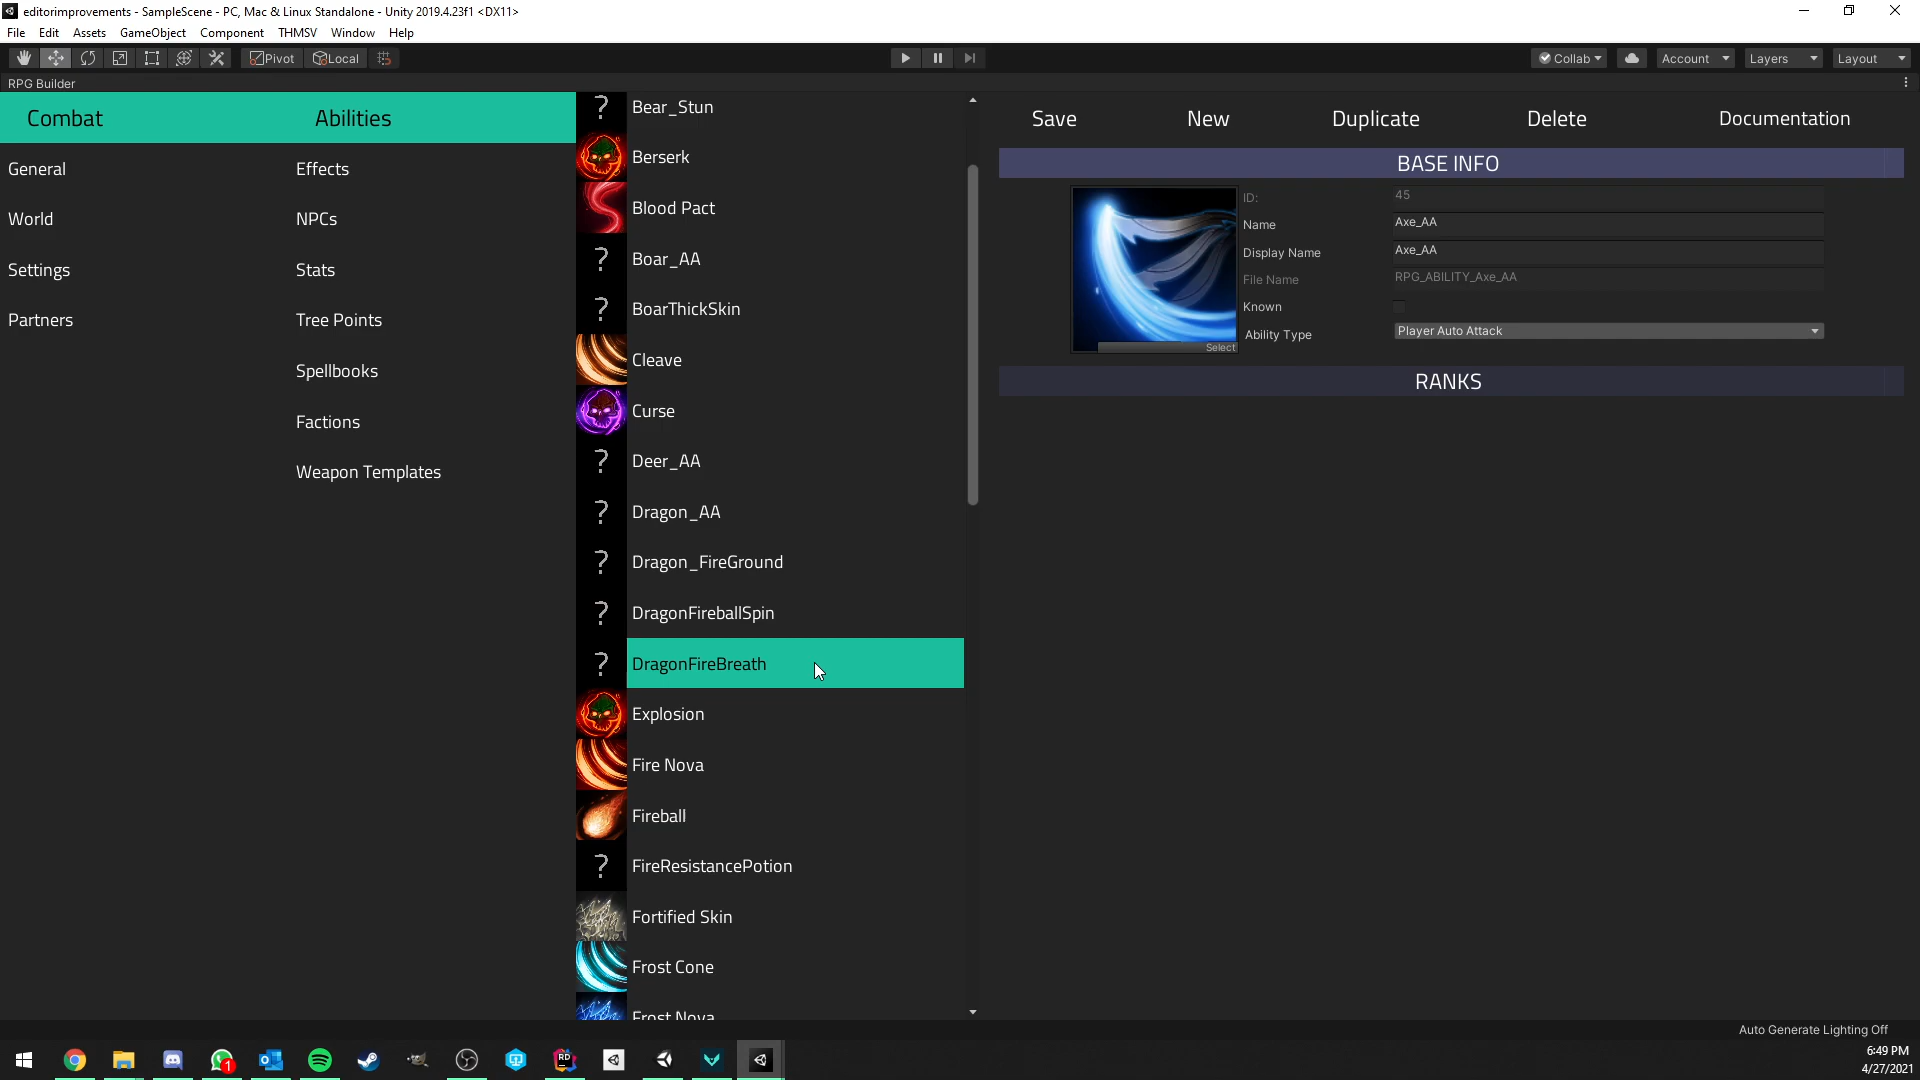 editorimprovements - SampleScene - PC, Mac & Linux Standalone - Unity 2019.4.23f1 <DX11>
File Edit Assets GameObject Component THMSV Window Help
Pivot Local Collab Account Layers Layout
RPG Builder
Combat
General
World
Settings
Partners
Abilities
Effects
NPCs
Stats
Tree Points
Spellbooks
Factions
Weapon Templates
? Bear_Stun
Berserk
Blood Pact
? Boar_AA
? BoarThickSkin
Cleave
Curse
? Deer_AA
? Dragon_AA
? Dragon_FireGround
? DragonFireballSpin
? DragonFireBreath
Explosion
Fire Nova
Fireball
? FireResistancePotion
Fortified Skin
Frost Cone
Frost Nova
Save New Duplicate Delete Documentation
BASE INFO
Select
ID: 45
Name Axe_AA
Display Name Axe_AA
File Name RPG_ABILITY_Axe_AA
Known
Ability Type Player Auto Attack
RANKS
Auto Generate Lighting Off
1
RD
6:49 PM
4/27/2021